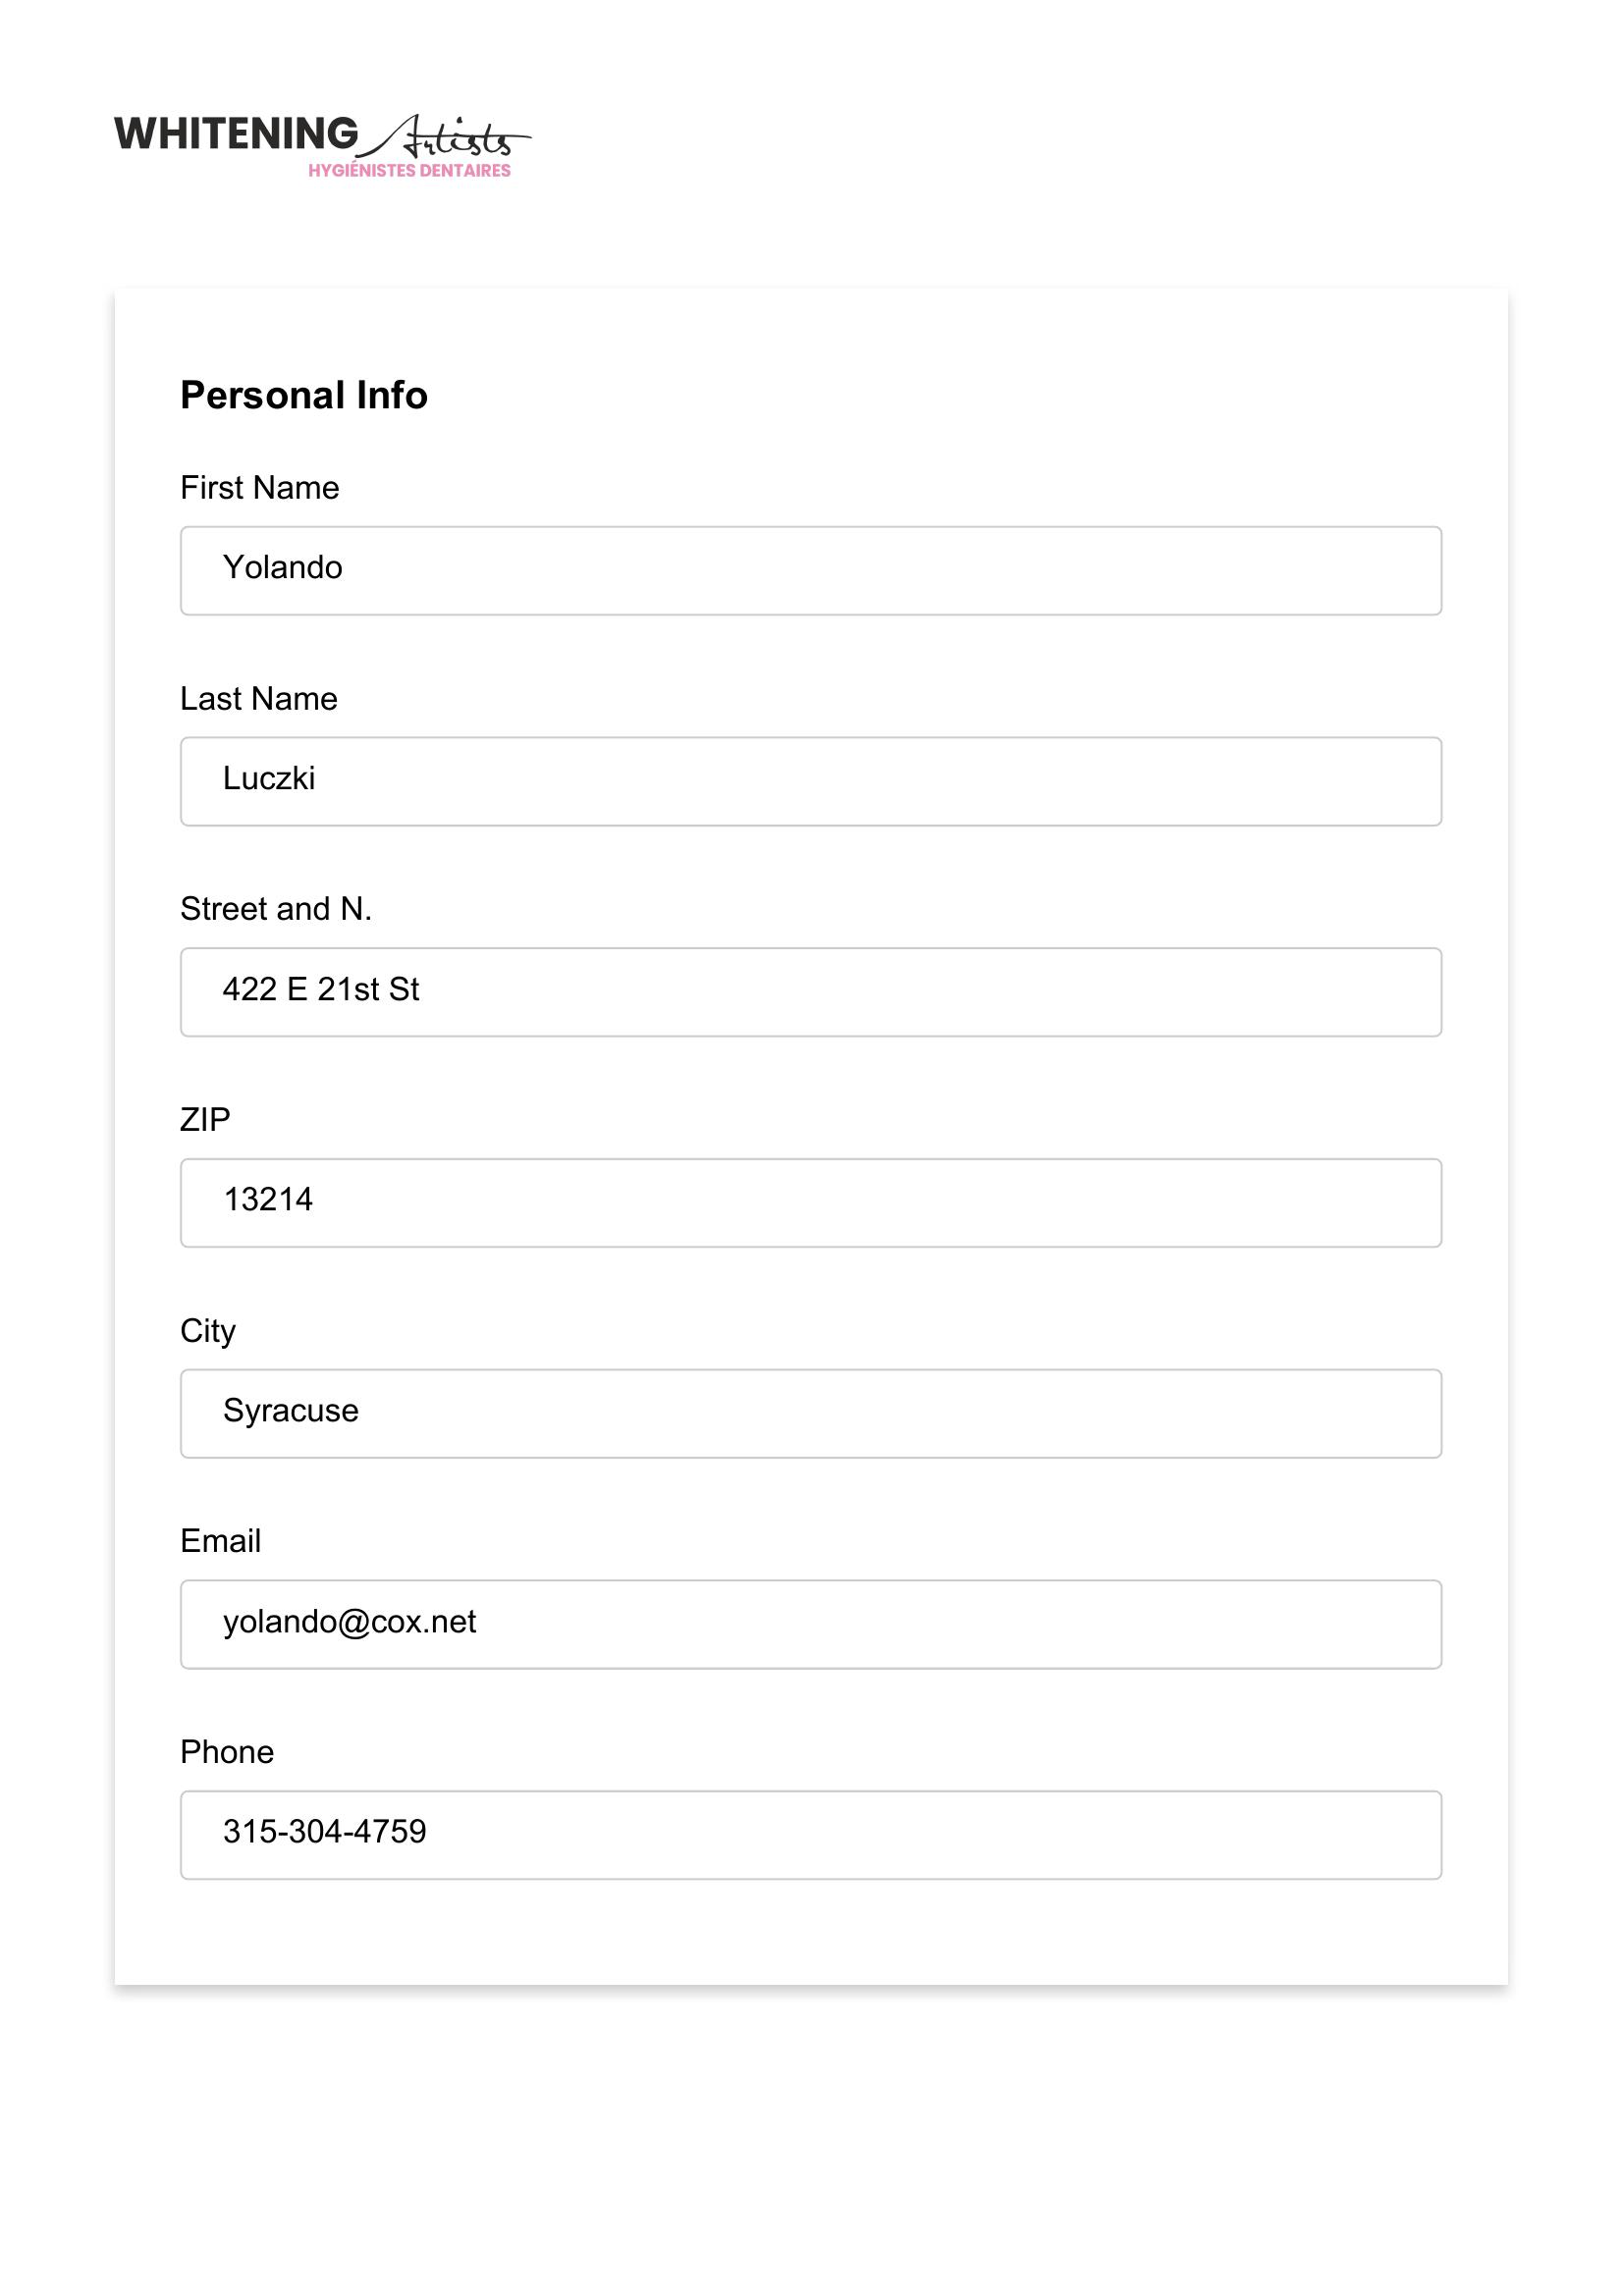 WHITENING Artists
HYGIÉNISTES DENTAIRES
Personal Info
First Name
Yolando
Last Name
Luczki
Street and N.
422 E 21st St
ZIP
13214
City
Syracuse
Email
yolando@cox.net
Phone
315-304-4759